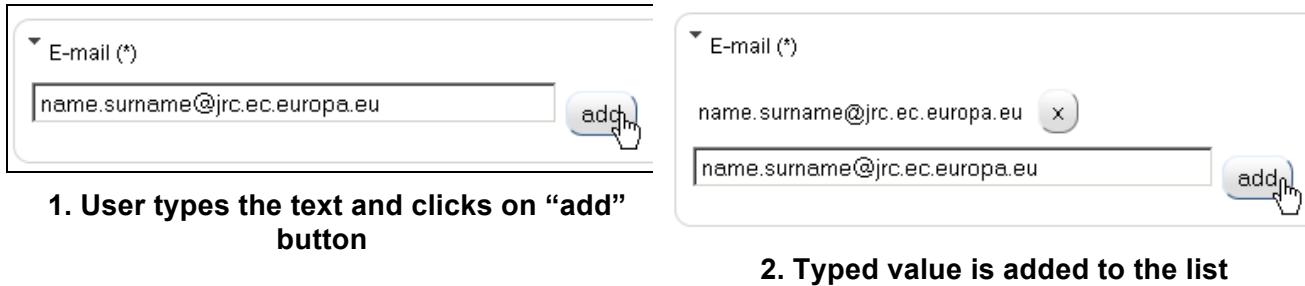 E-mail (*)
name.surname@jrc.ec.europa.eu add
1. User types the text and clicks on “add”
button
E-mail (*)
name.surname@jrc.ec.europa.eu x
name.surname@jrc.ec.europa.eu add
2. Typed value is added to the list